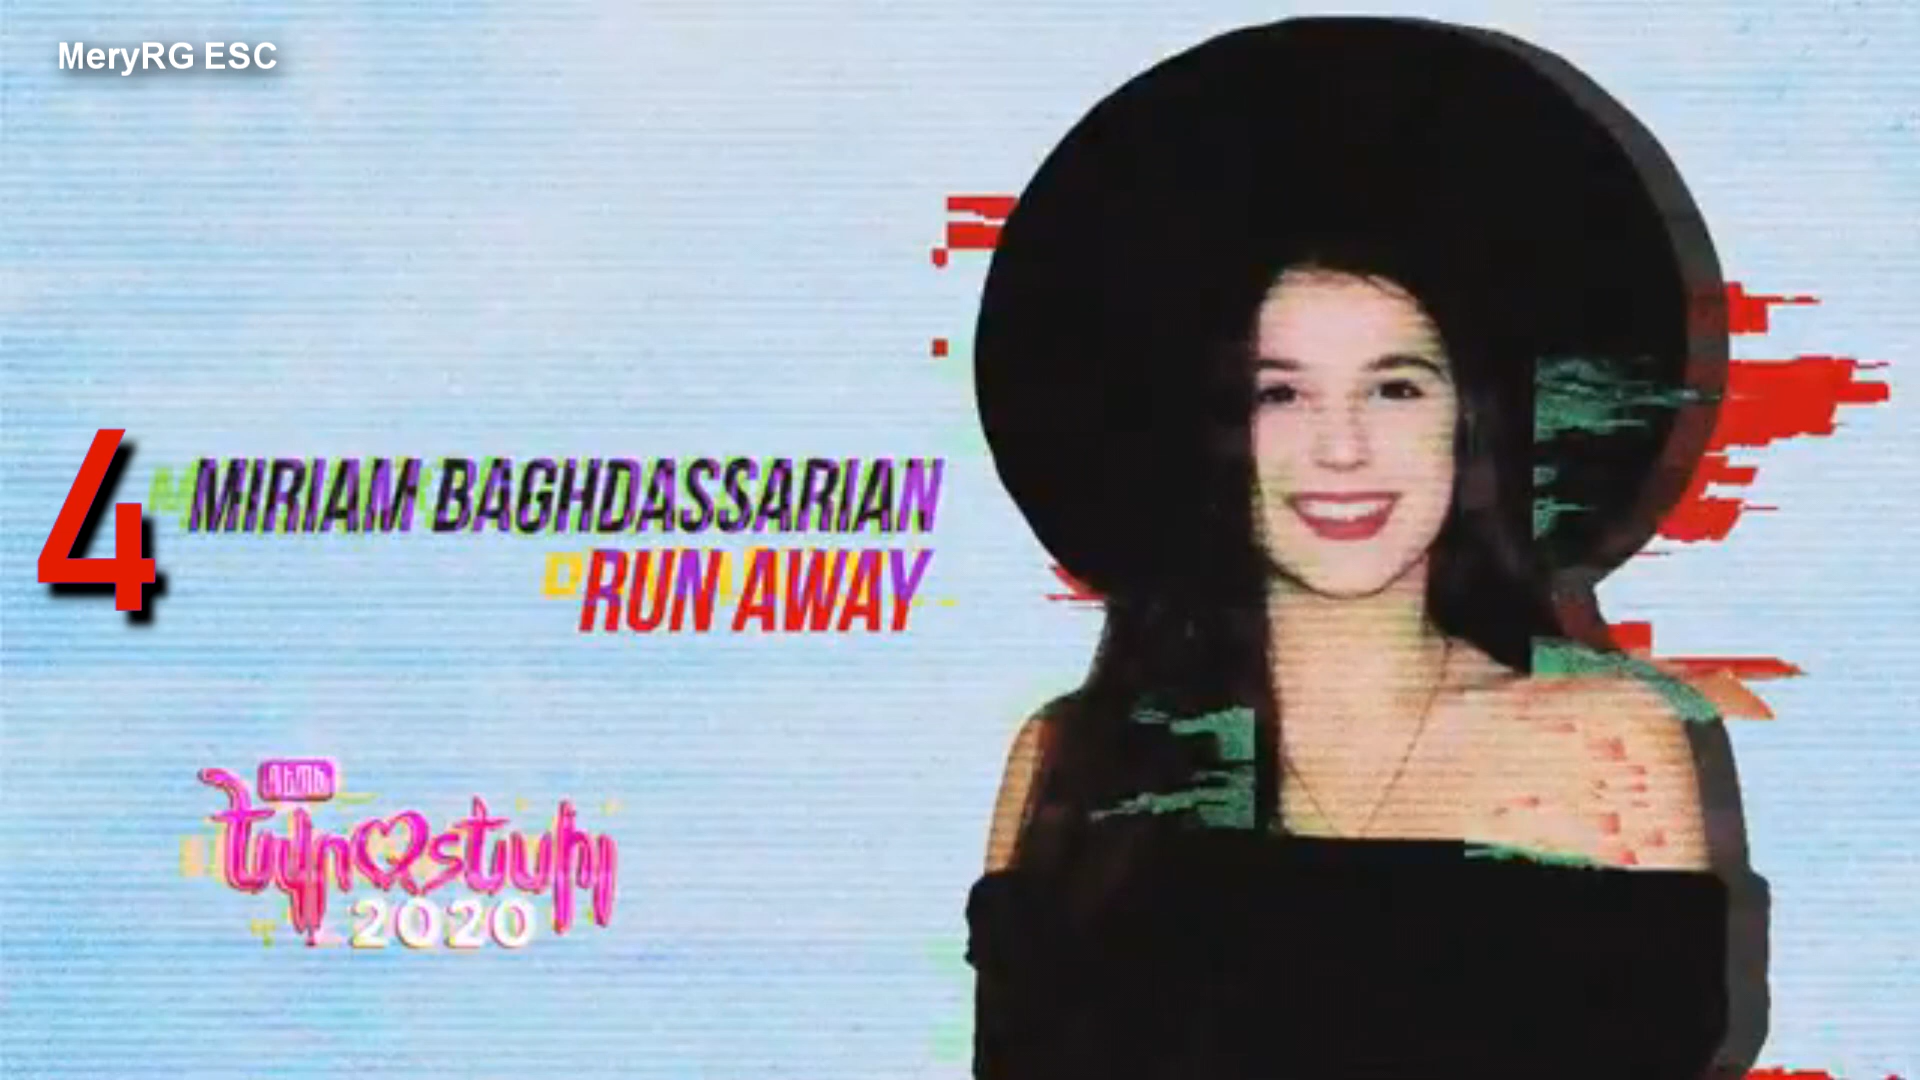 MeryRG ESC
4
MIRIAM BAGHDASSARIAN
RUN AWAY
2020